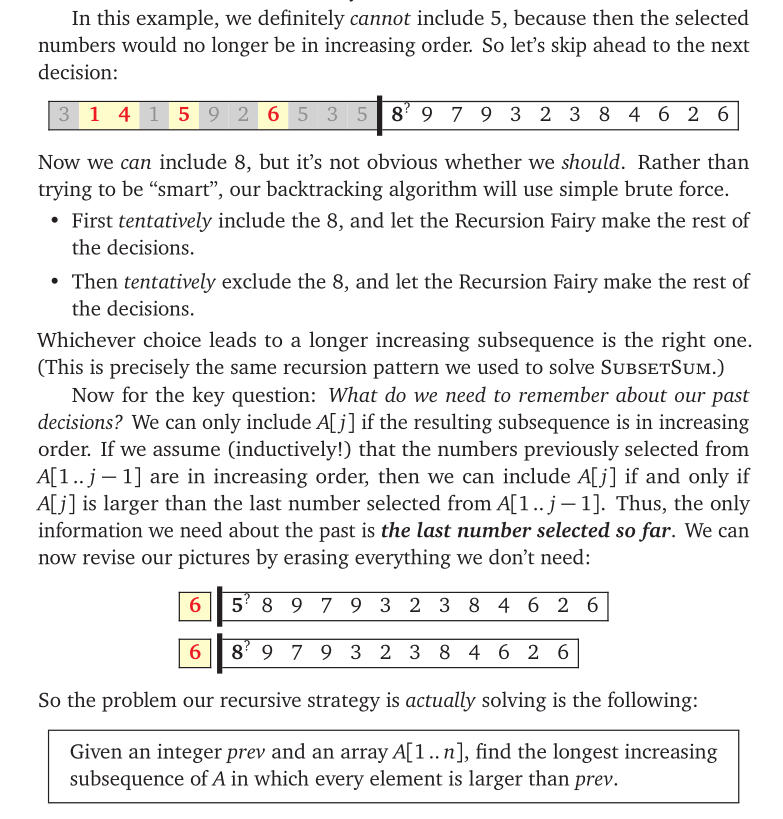 In this example, we definitely cannot include 5, because then the selected
numbers would no longer be in increasing order. So let's skip ahead to the next
decision:
3 1 4 1 5 9 2 6 5 3 5 8? 9 7 9 3 2 3 8 4 6 2 6
Now we can include 8, but it's not obvious whether we should. Rather than
trying to be “smart”, our backtracking algorithm will use simple brute force.
• First tentatively include the 8, and let the Recursion Fairy make the rest of
the decisions.
• Then tentatively exclude the 8, and let the Recursion Fairy make the rest of
the decisions.
Whichever choice leads to a longer increasing subsequence is the right one.
(This is precisely the same recursion pattern we used to solve SUBSETSUM.)
Now for the key question: What do we need to remember about our past
decisions? We can only include A[j] if the resulting subsequence is in increasing
order. If we assume (inductively!) that the numbers previously selected from
A[1..j − 1] are in increasing order, then we can include A[j] if and only if
A[j] is larger than the last number selected from A[1..j − 1]. Thus, the only
information we need about the past is the last number selected so far. We can
now revise our pictures by erasing everything we don't need:
6 5? 8 9 7 9 3 2 3 8 4 6 2 6
6 8? 9 7 9 3 2 3 8 4 6 2 6
So the problem our recursive strategy is actually solving is the following:
Given an integer prev and an array A[1..n], find the longest increasing
subsequence of A in which every element is larger than prev.